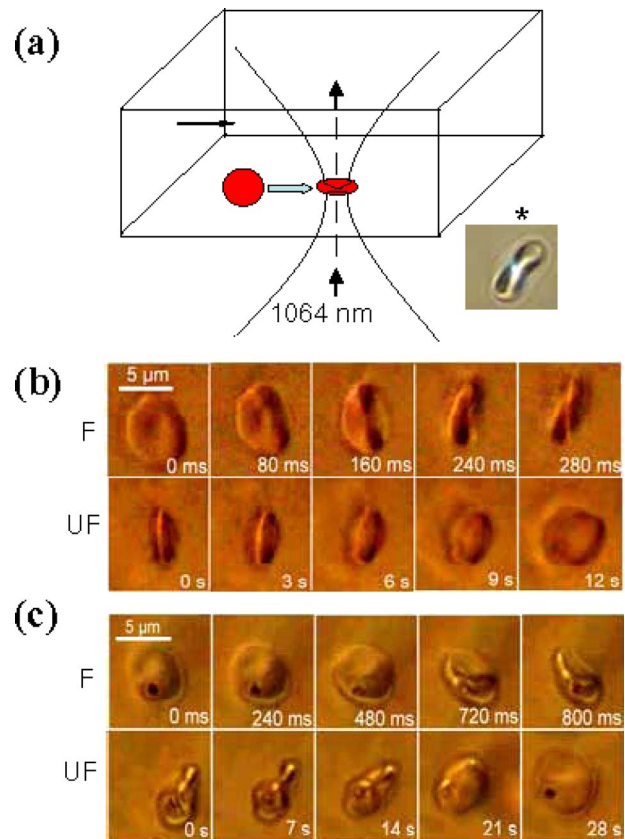 (a)
*
1064 nm
(b)
5 µm
F
0 ms 80 ms 160 ms 240 ms 280 ms
UF
0 s 3 s 6 s 9 s 12 s
(c)
5 µm
F
0 ms 240 ms 480 ms 720 ms 800 ms
UF
0 s 7 s 14 s 21 s 28 s